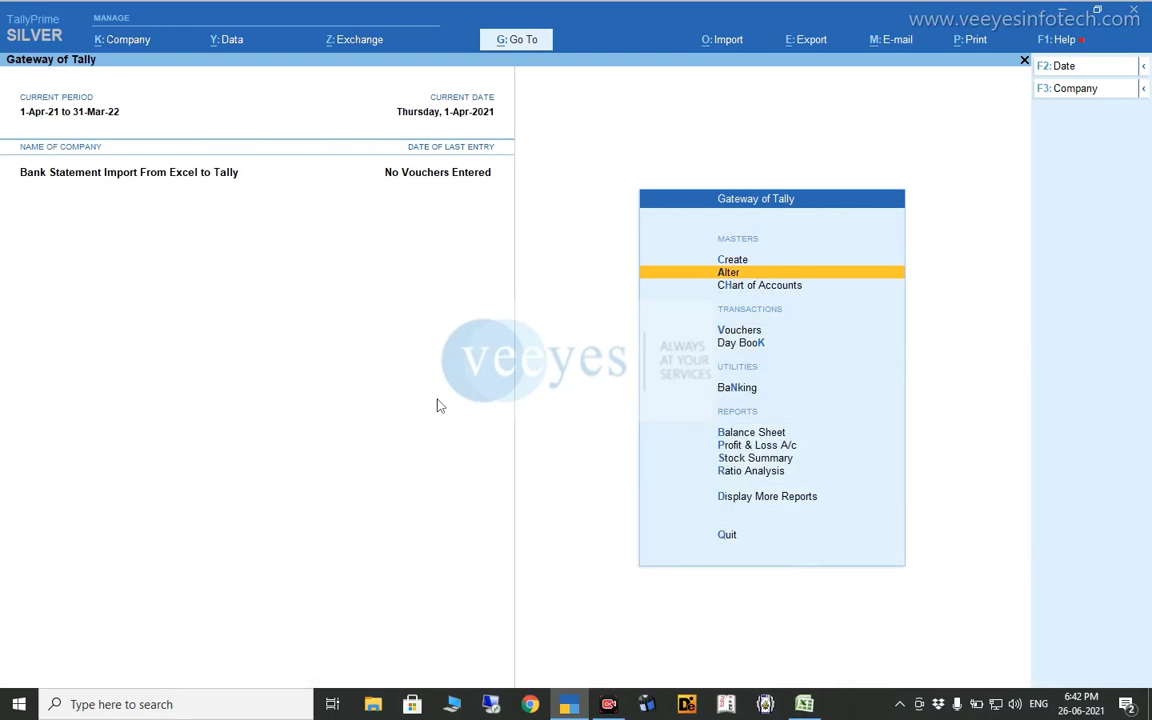 TallyPrime
SILVER
MANAGE
K: Company
Y: Data
Z: Exchange
G: Go To
O: Import
E: Export
M: E-mail
P: Print
F1: Help
www.veeyesinfotech.com
Gateway of Tally
F2: Date
F3: Company
CURRENT PERIOD
CURRENT DATE
1-Apr-21 to 31-Mar-22
Thursday, 1-Apr-2021
NAME OF COMPANY
DATE OF LAST ENTRY
Bank Statement Import From Excel to Tally
No Vouchers Entered
Gateway of Tally
MASTERS
Create
Alter
CHart of Accounts
TRANSACTIONS
Vouchers
Day BooK
UTILITIES
BaNking
REPORTS
Balance Sheet
Profit & Loss A/c
Stock Summary
Ratio Analysis
Display More Reports
Quit
veeyes
ALWAYS
AT YOUR
SERVICES
Type here to search
ENG
6:42 PM
26-06-2021
2